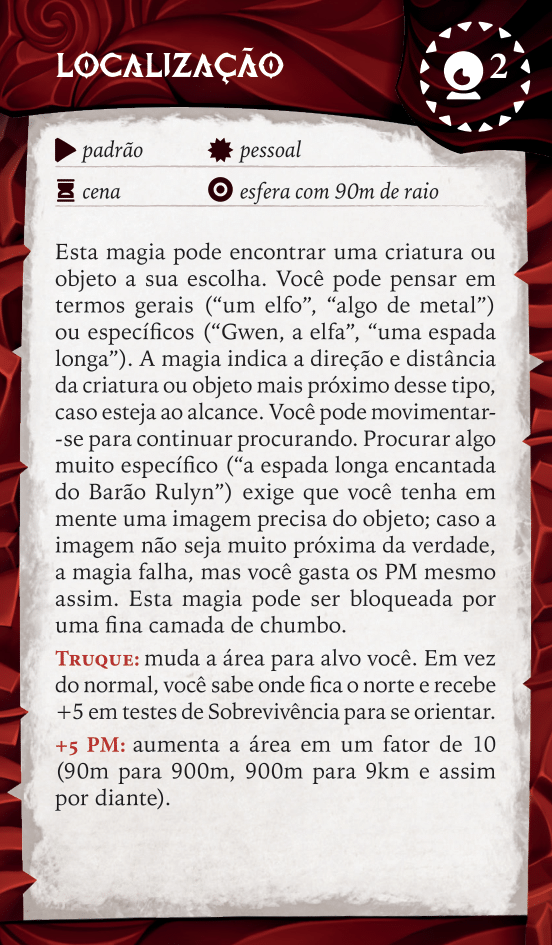 LOCALIZAÇÃO
2
padrão
pessoal
cena
esfera com 90m de raio
Esta magia pode encontrar uma criatura ou
objeto a sua escolha. Você pode pensar em
termos gerais (“um elfo”, “algo de metal”)
ou específicos (“Gwen, a elfa”, “uma espada
longa”). A magia indica a direção e distância
da criatura ou objeto mais próximo desse tipo,
caso esteja ao alcance. Você pode movimentar-
-se para continuar procurando. Procurar algo
muito específico (“a espada longa encantada
do Barão Rulyn”) exige que você tenha em
mente uma imagem precisa do objeto; caso a
imagem não seja muito próxima da verdade,
a magia falha, mas você gasta os PM mesmo
assim. Esta magia pode ser bloqueada por
uma fina camada de chumbo.
Truque: muda a área para alvo você. Em vez
do normal, você sabe onde fica o norte e recebe
+5 em testes de Sobrevivência para se orientar.
+5 PM: aumenta a área em um fator de 10
(90m para 900m, 900m para 9km e assim
por diante).